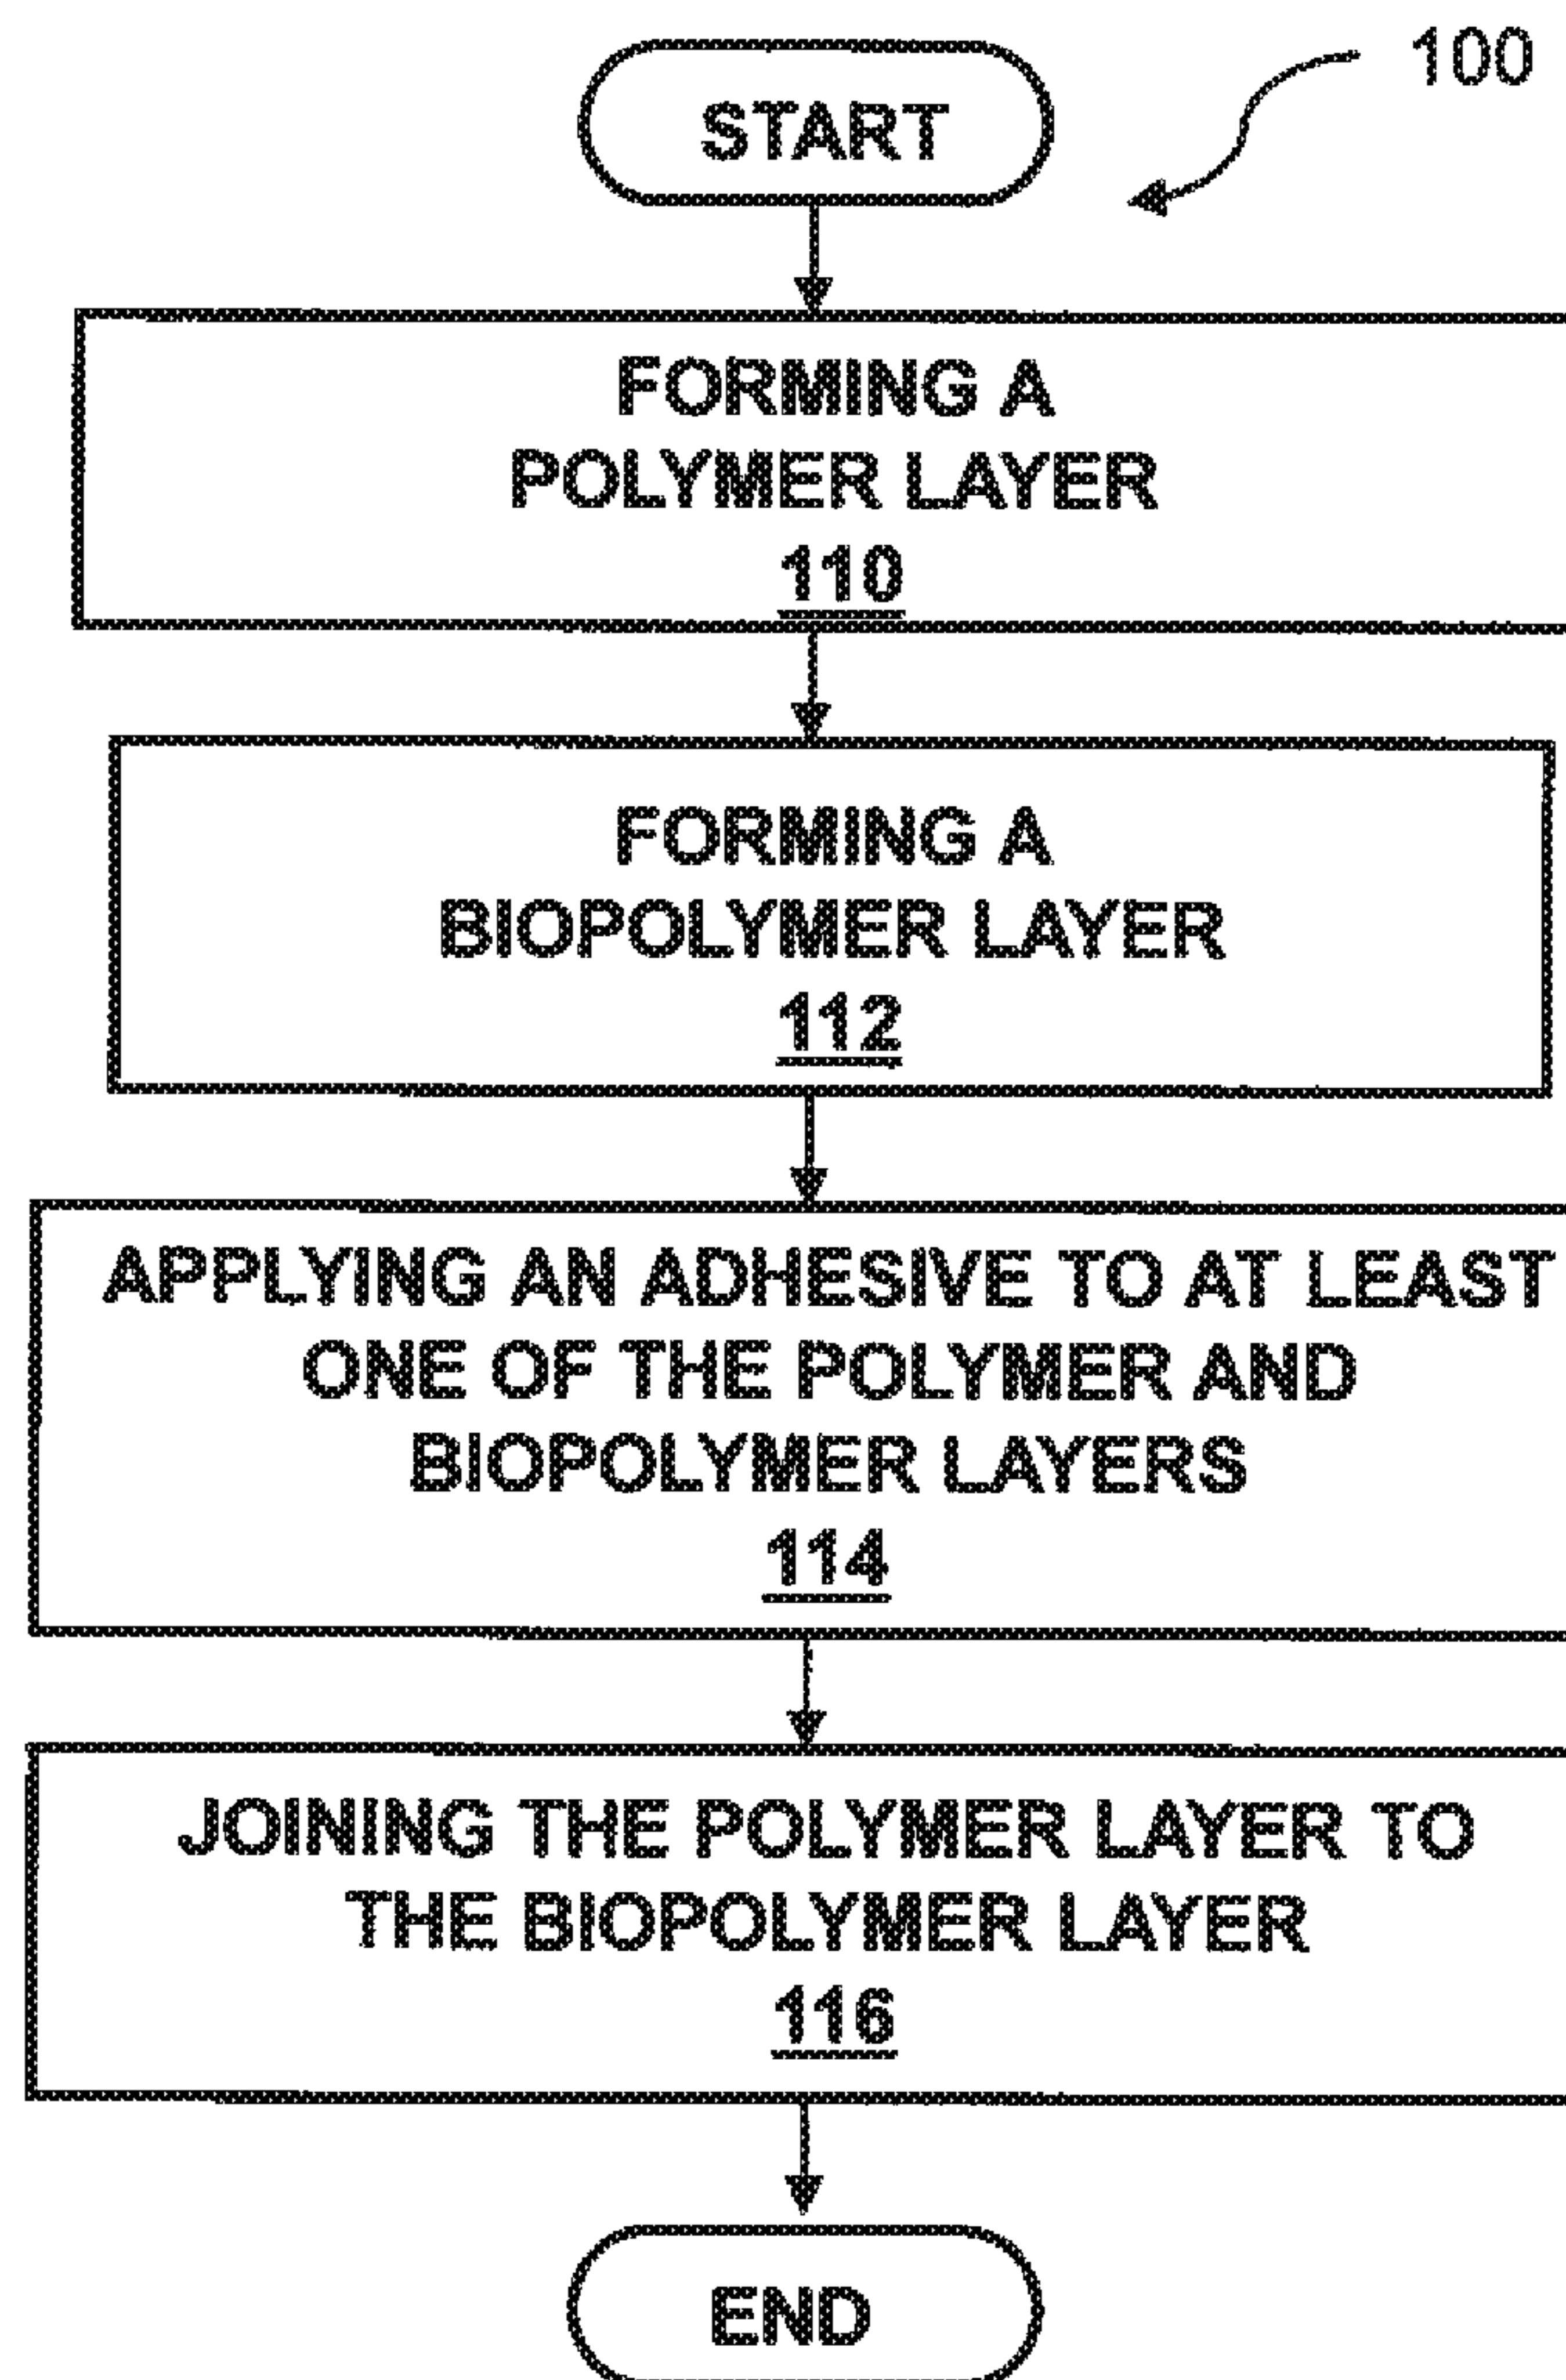 100
START
FORMING A
POLYMER LAYER
110
FORMING A
BIOPOLYMER LAYER
112
APPLYING AN ADHESIVE TO AT LEAST
ONE OF THE POLYMER AND
BIOPOLYMER LAYERS
114
JOINING THE POLYMER LAYER TO
THE BIOPOLYMER LAYER
116
END